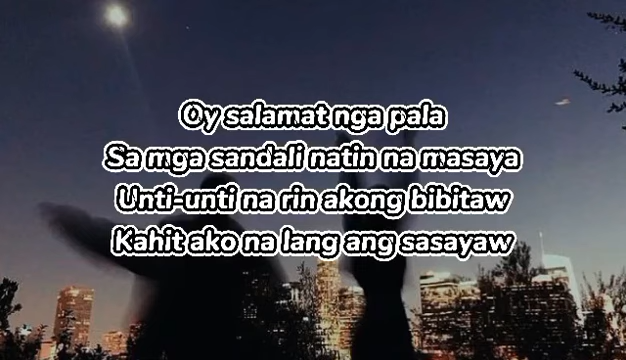 Oy salamat nga pala
Sa mga sandali natin na masaya
Unti-unti na rin akong bibitaw
Kahit ako na lang ang sasayaw